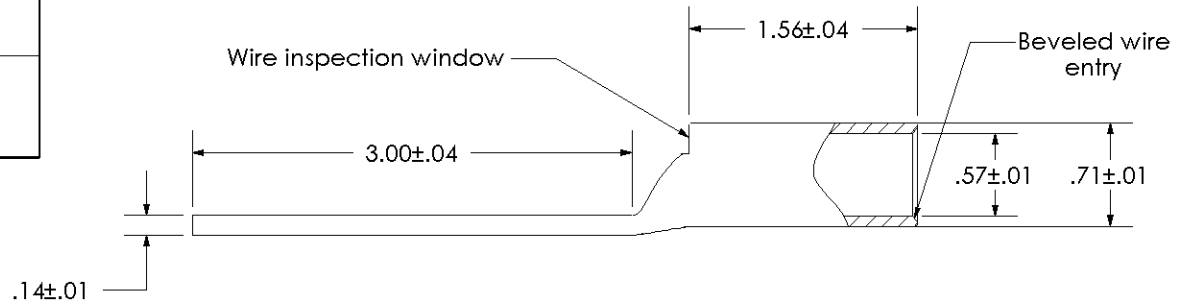 1.56±.04
Wire inspection window
Beveled wire
entry
3.00±.04
.57±.01
.71±.01
.14±.01